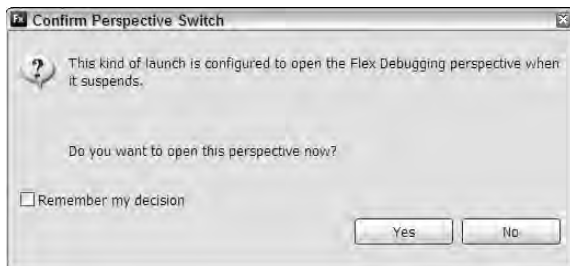 Fx Confirm Perspective Switch
This kind of launch is configured to open the Flex Debugging perspective when
it suspends.
Do you want to open this perspective now?
Remember my decision
Yes No